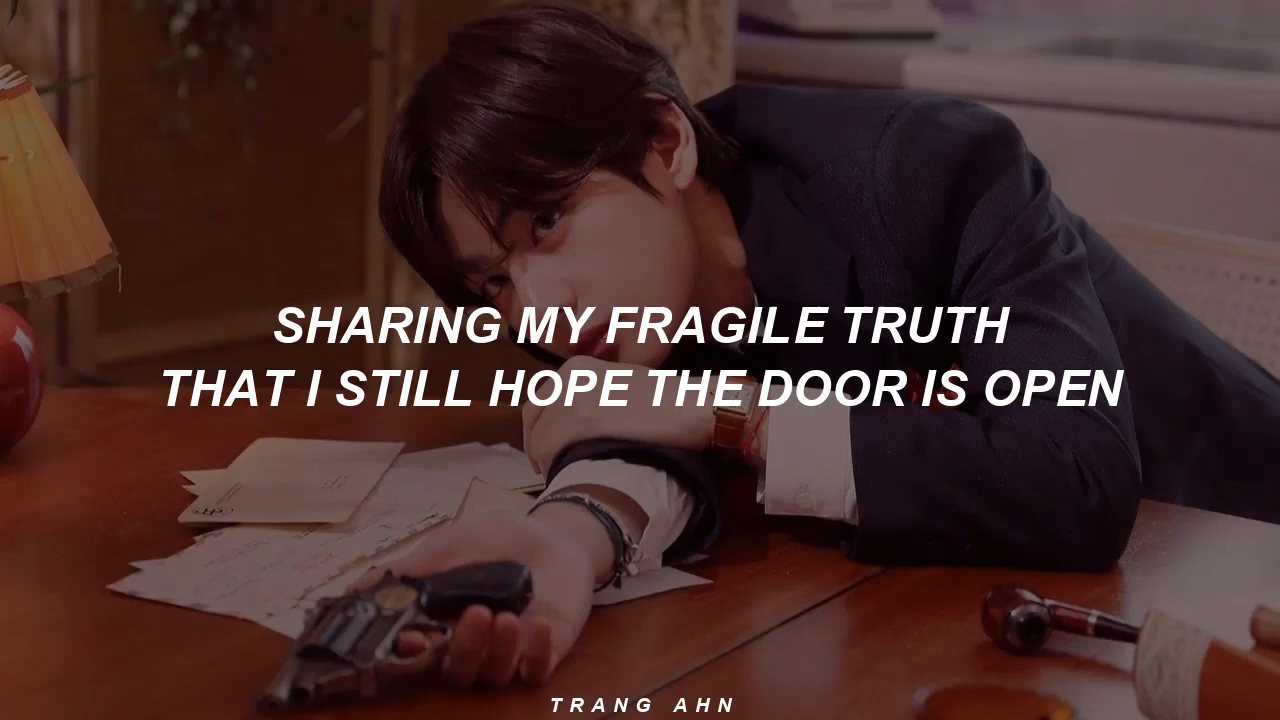 SHARING MY FRAGILE TRUTH
THAT I STILL HOPE THE DOOR IS OPEN
TRANG AHN